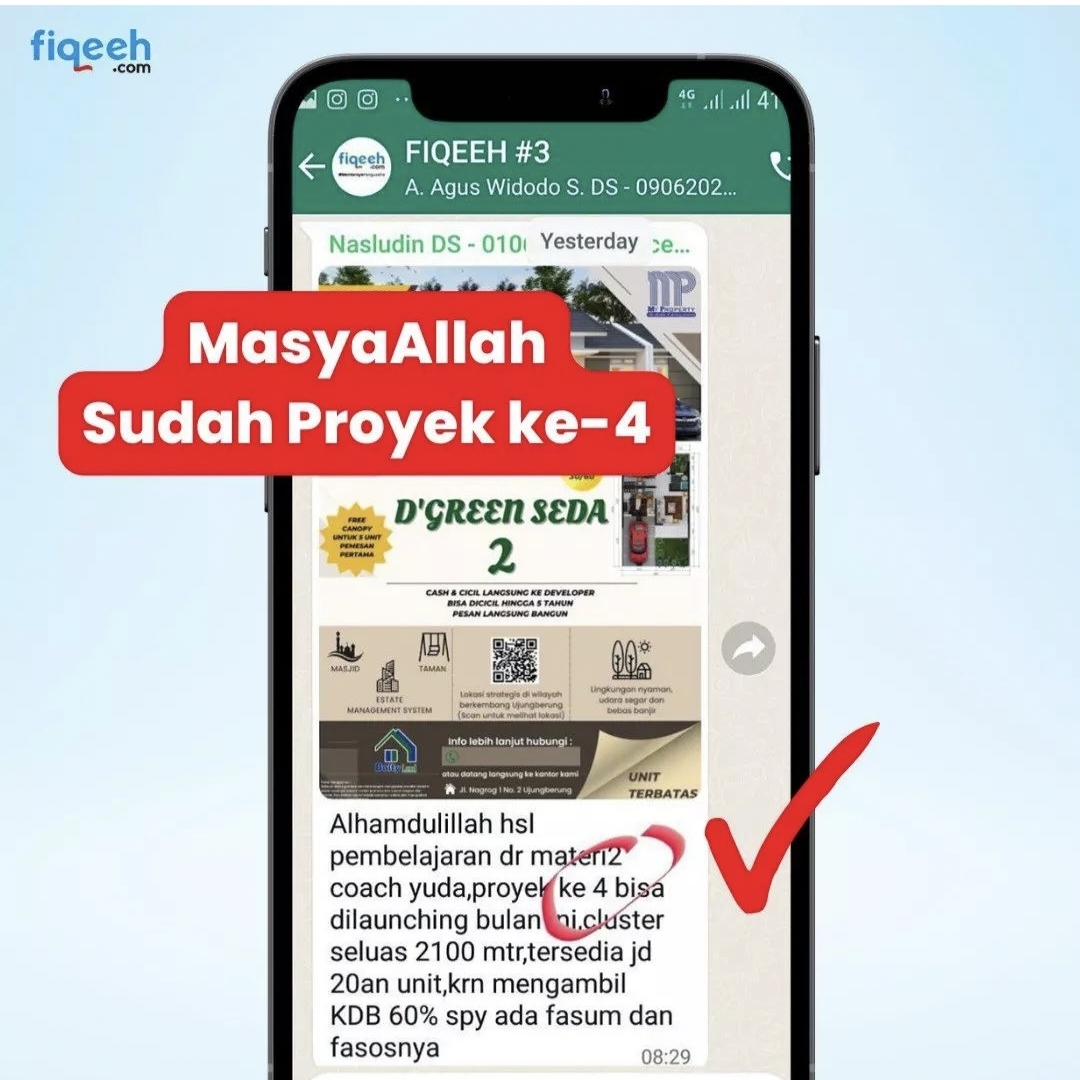 fiqeeh
.com
4G
41
FIQEEH #3
fiqeeh
.com
A. Agus Widodo S. DS - 0906202...
Nasludin DS - 010
Yesterday
ce...
MP
MY PROPERTY
MasyaAllah
Sudah Proyek ke-4
30/60
FREE
CANOPY
UNTUK 5 UNIT
PEMESAN
PERTAMA
D'GREEN SEDA
2
CASH & CICIL LANGSUNG KE DEVELOPER
BISA DICICIL HINGGA 5 TAHUN
PESAN LANGSUNG BANGUN
MASJID
TAMAN
ESTATE
MANAGEMENT SYSTEM
Lokasi strategis di wilayah
berkembang Ujungberung
(Scan untuk melihat lokasi)
Lingkungan nyaman,
udara segar dan
bebas banjir
Info lebih lanjut hubungi :
atau datang langsung ke kantor kami
Jl. Nagrog 1 No. 2 Ujungberung
UNIT
TERBATAS
Alhamdulillah hsl
pembelajaran dr materi2
coach yuda,proyek ke 4 bisa
dilaunching bulan ini,cluster
seluas 2100 mtr,tersedia jd
20an unit,krn mengambil
KDB 60% spy ada fasum dan
fasosnya
08:29